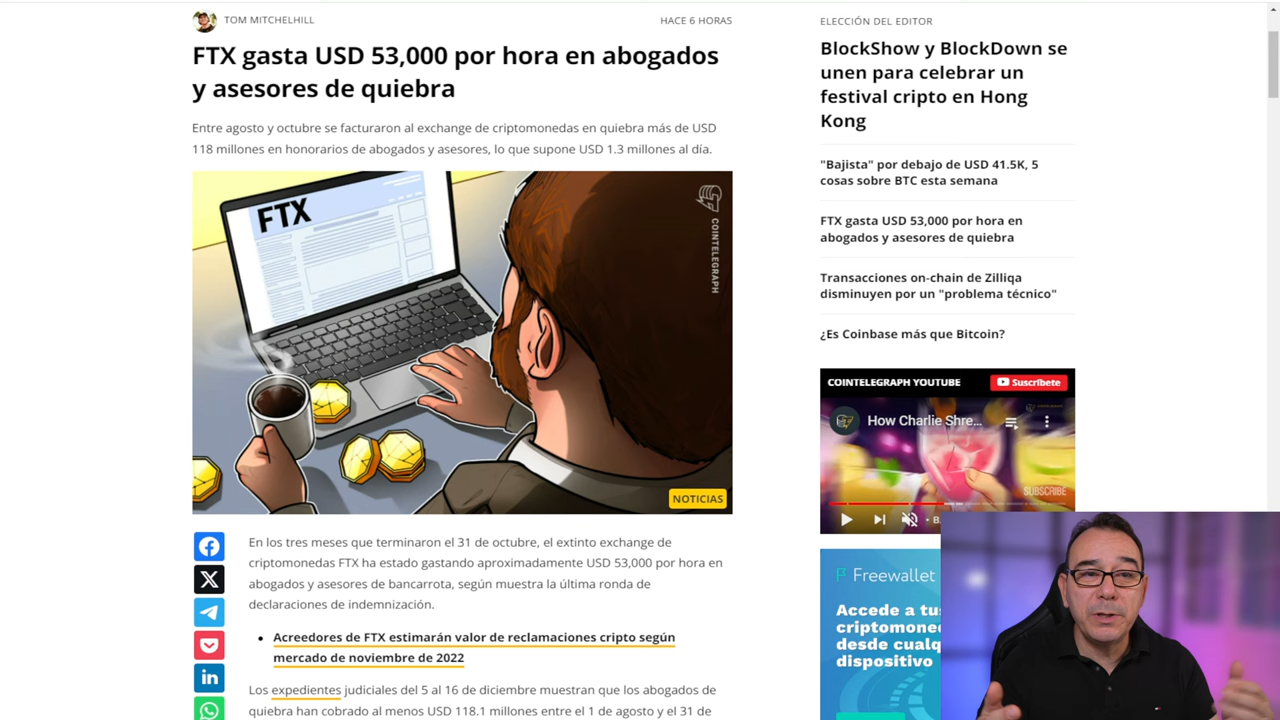 TOM MITCHELHILL
HACE 6 HORAS
FTX gasta USD 53,000 por hora en abogados
y asesores de quiebra
Entre agosto y octubre se facturaron al exchange de criptomonedas en quiebra más de USD
118 millones en honorarios de abogados y asesores, lo que supone USD 1.3 millones al día.
FTX
COINTELEGRAPH
NOTICIAS
En los tres meses que terminaron el 31 de octubre, el extinto exchange de
criptomonedas FTX ha estado gastando aproximadamente USD 53,000 por hora en
abogados y asesores de bancarrota, según muestra la última ronda de
declaraciones de indemnización.
• Acreedores de FTX estimarán valor de reclamaciones cripto según
mercado de noviembre de 2022
Los expedientes judiciales del 5 al 16 de diciembre muestran que los abogados de
quiebra han cobrado al menos USD 118.1 millones entre el 1 de agosto y el 31 de
ELECCIÓN DEL EDITOR
BlockShow y BlockDown se
unen para celebrar un
festival cripto en Hong
Kong
"Bajista" por debajo de USD 41.5K, 5
cosas sobre BTC esta semana
FTX gasta USD 53,000 por hora en
abogados y asesores de quiebra
Transacciones on-chain de Zilliqa
disminuyen por un "problema técnico"
¿Es Coinbase más que Bitcoin?
COINTELEGRAPH YOUTUBE
Suscríbete
How Charlie Shre...
SUBSCRIBE
Freewallet
Accede a tu
criptomone
desde cualq
dispositivo